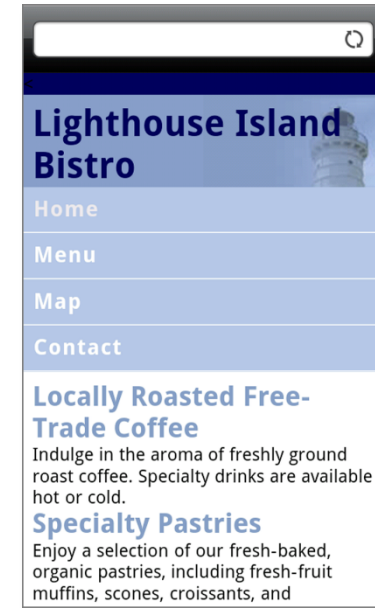 Lighthouse Island
Bistro
Home
Menu
Map
Contact
Locally Roasted Free-
Trade Coffee
Indulge in the aroma of freshly ground
roast coffee. Specialty drinks are available
hot or cold.
Specialty Pastries
Enjoy a selection of our fresh-baked,
organic pastries, including fresh-fruit
muffins, scones, croissants, and